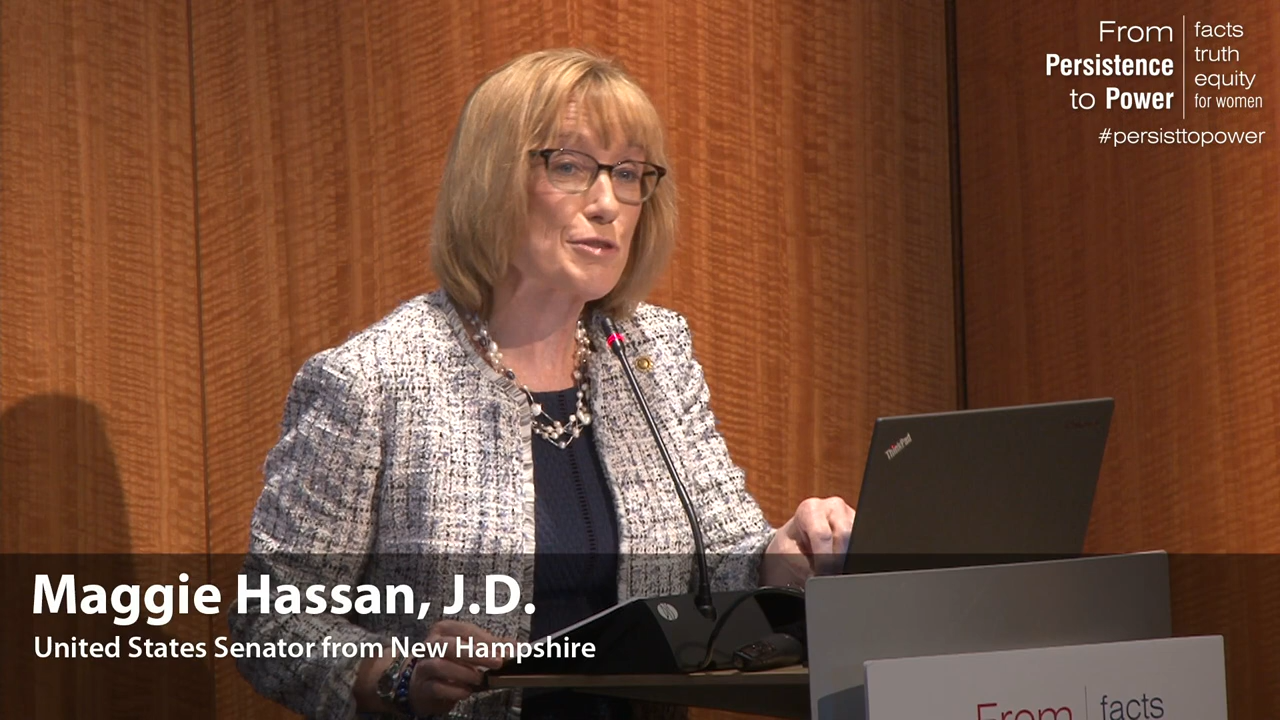 From
Persistence
to Power
facts
truth
equity
for women
#persisttopower
ThinkPad
Maggie Hassan, J.D.
United States Senator from New Hampshire
From
facts